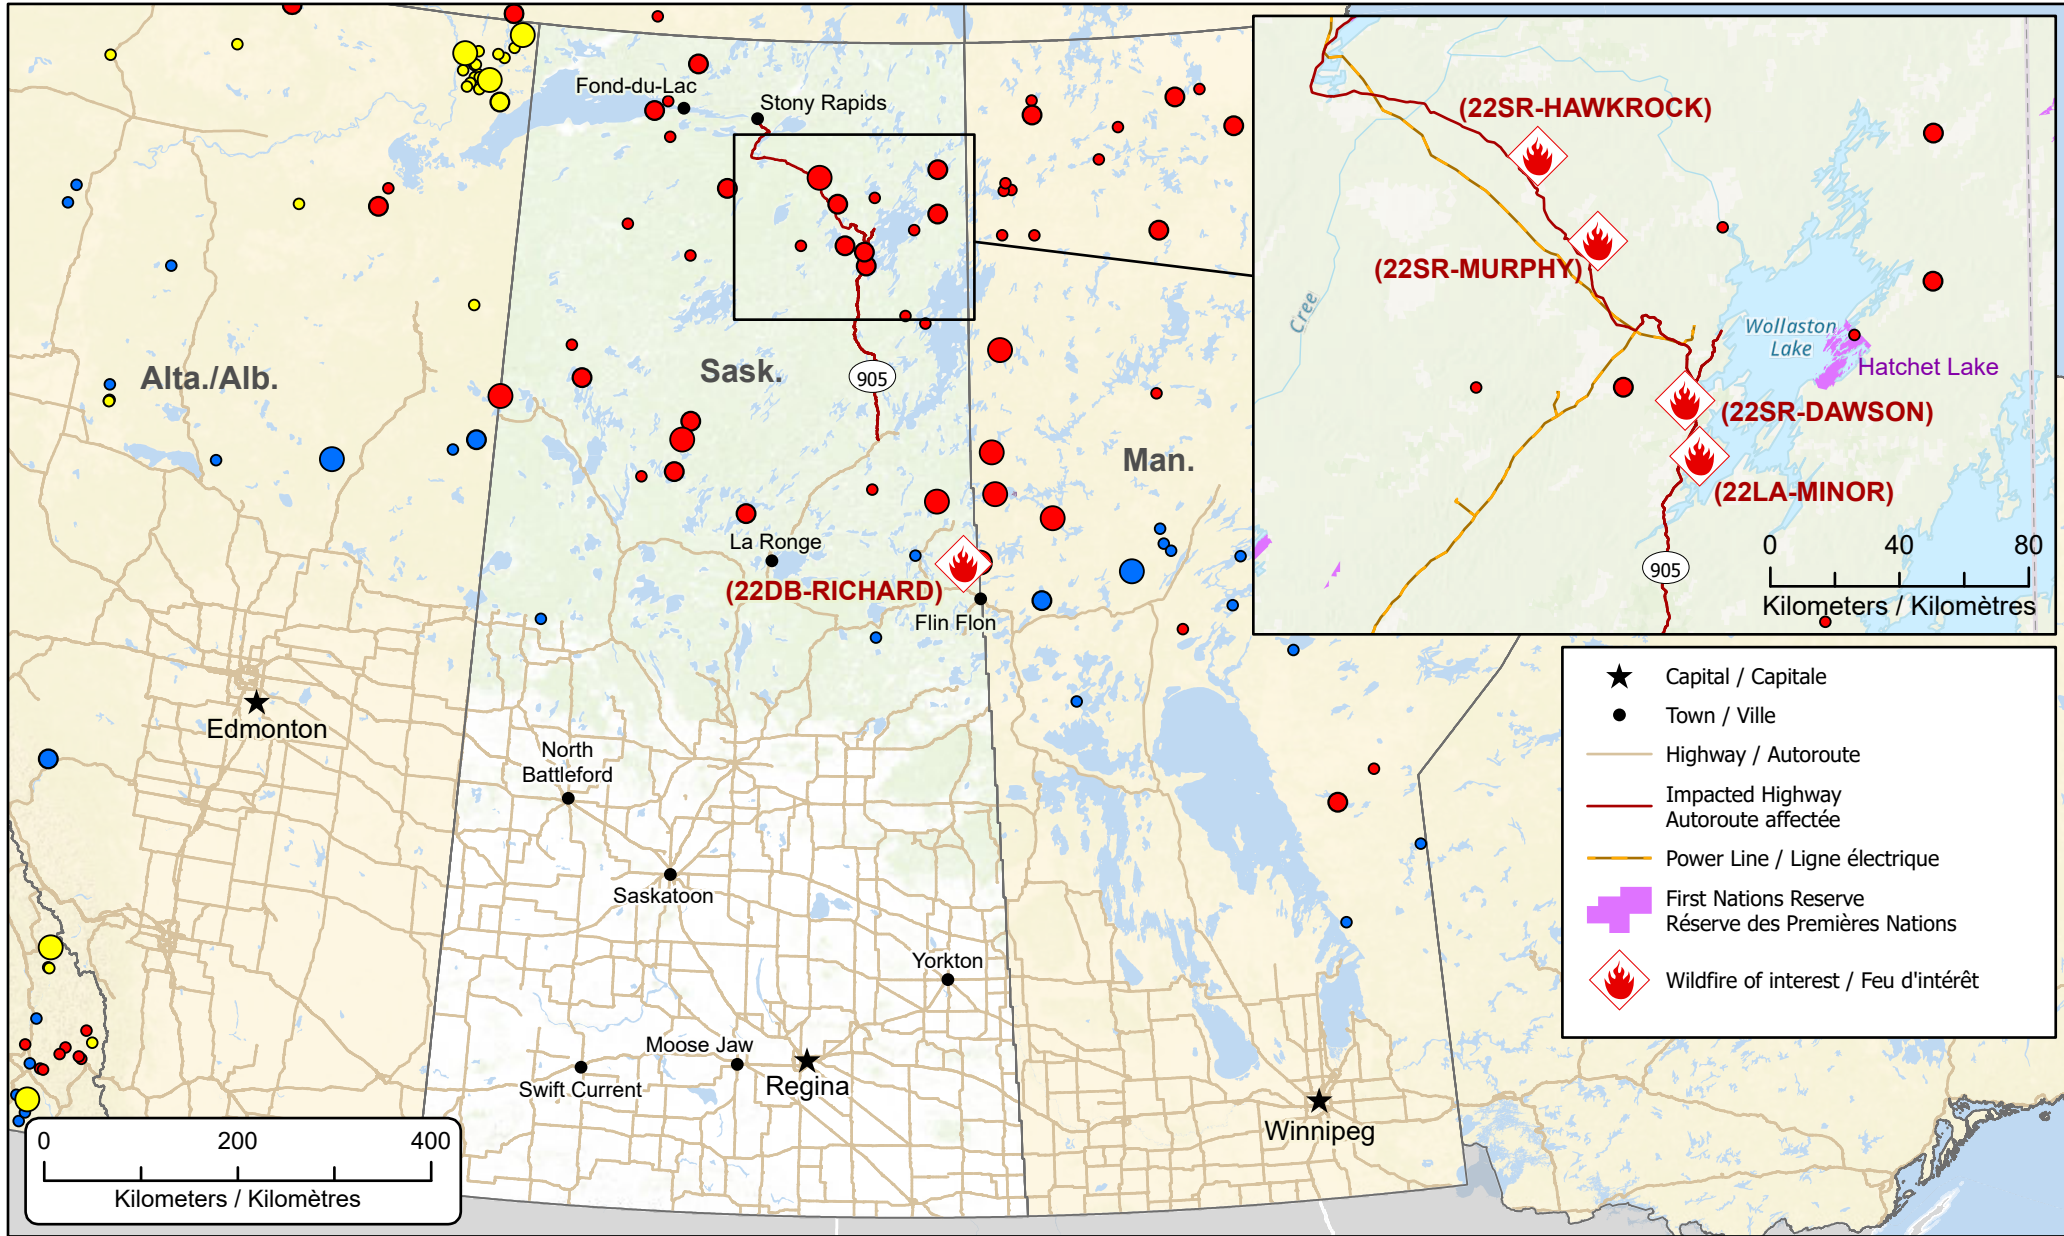 Fond-du-Lac
Stony Rapids
Alta./Alb.
Sask.
Man.
905
La Ronge
(22DB-RICHARD)
Flin Flon
Edmonton
North
Battleford
Saskatoon
Yorkton
Moose Jaw
Regina
Swift Current
Winnipeg
0 200 400
Kilometers / Kilomètres
(22SR-HAWKROCK)
(22SR-MURPHY)
Cree
Wollaston
Lake
Hatchet Lake
(22SR-DAWSON)
(22LA-MINOR)
905
0 40 80
Kilometers / Kilomètres
Capital / Capitale
Town / Ville
Highway / Autoroute
Impacted Highway
Autoroute affectée
Power Line / Ligne électrique
First Nations Reserve
Réserve des Premières Nations
Wildfire of interest / Feu d'intérêt